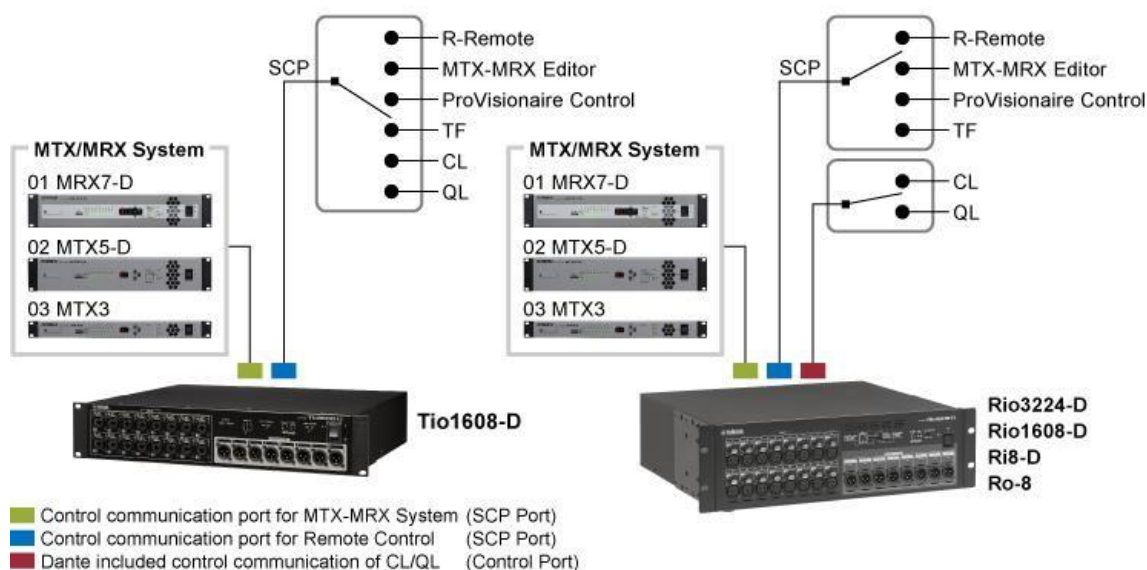 R-Remote
MTX-MRX Editor
SCP
ProVisionaire Control
TF
CL
QL
MTX/MRX System
01 MRX7-D
02 MTX5-D
03 MTX3
Tio1608-D
R-Remote
MTX-MRX Editor
SCP
ProVisionaire Control
TF
CL
QL
MTX/MRX System
01 MRX7-D
02 MTX5-D
03 MTX3
Rio3224-D
Rio1608-D
Ri8-D
Ro-8
Control communication port for MTX-MRX System (SCP Port)
Control communication port for Remote Control (SCP Port)
Dante included control communication of CL/QL (Control Port)